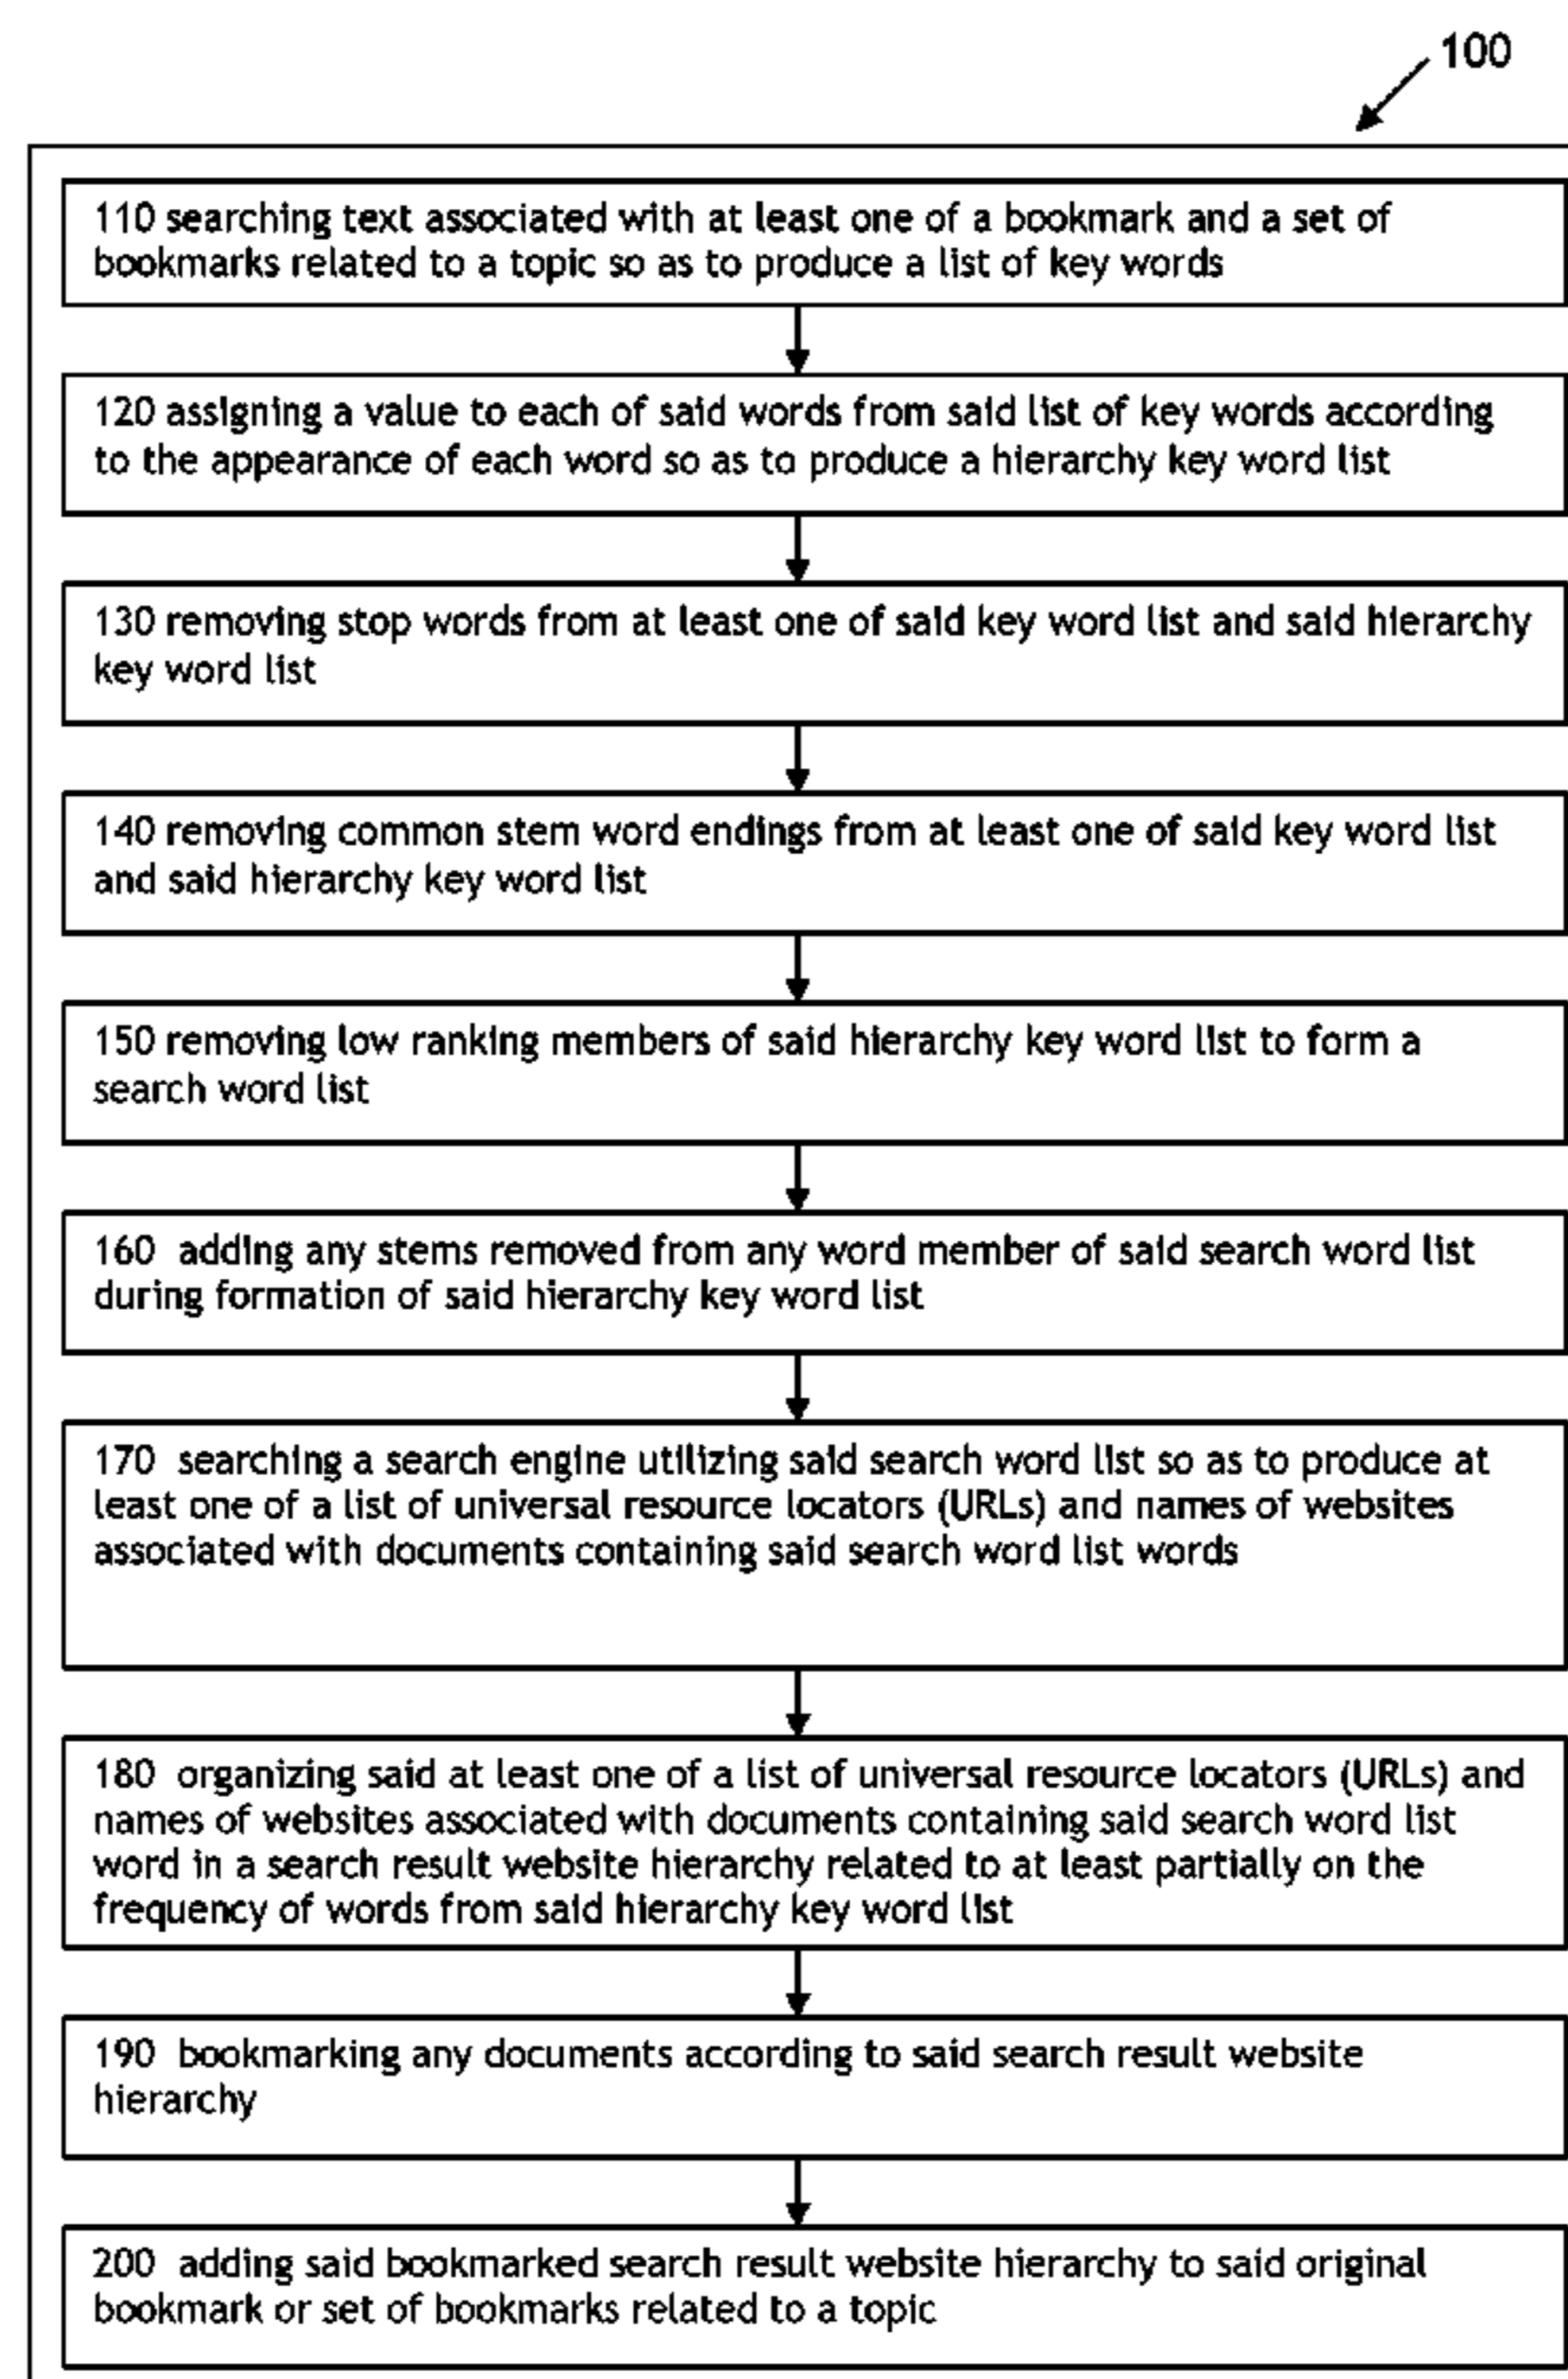 100
110 searching text associated with at least one of a bookmark and a set of
bookmarks related to a topic so as to produce a list of key words
120 assigning a value to each of said words from said list of key words according
to the appearance of each word so as to produce a hierarchy key word list
130 removing stop words from at least one of said key word list and said hierarchy
key word list
140 removing common stem word endings from at least one of said key word list
and said hierarchy key word list
150 removing low ranking members of said hierarchy key word list to form a
search word list
160 adding any stems removed from any word member of said search word list
during formation of said hierarchy key word list
170 searching a search engine utilizing said search word list so as to produce at
least one of a list of universal resource locators (URLs) and names of websites
associated with documents containing said search word list words
180 organizing said at least one of a list of universal resource locators (URLs) and
names of websites associated with documents containing said search word list
word in a search result website hierarchy related to at least partially on the
frequency of words from said hierarchy key word list
190 bookmarking any documents according to said search result website
hierarchy
200 adding said bookmarked search result website hierarchy to said original
bookmark or set of bookmarks related to a topic